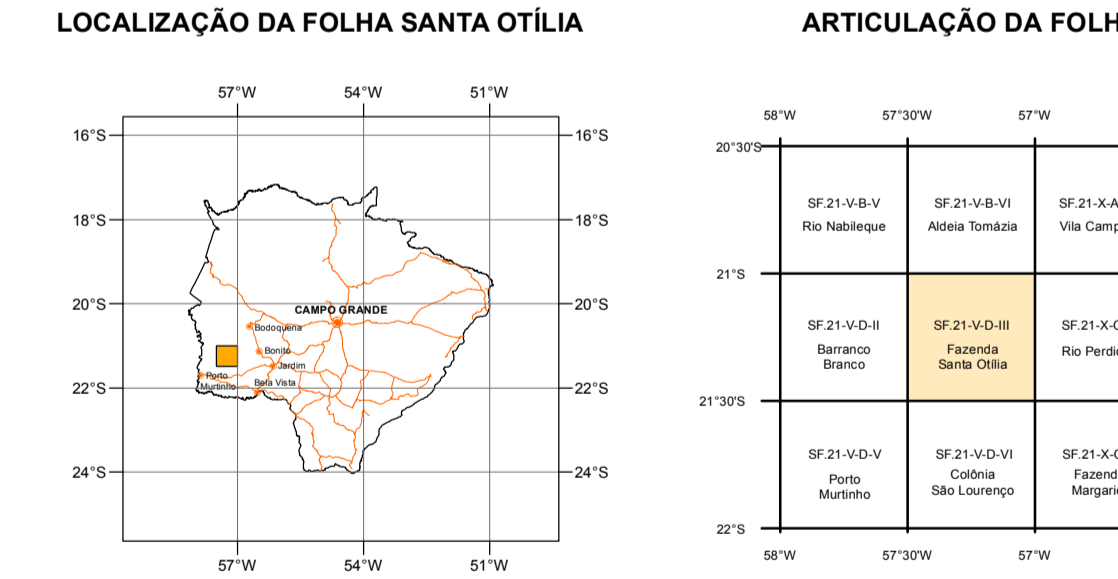 LOCALIZAÇÃO DA FOLHA SANTA OTÍLIA
57°W 54°W 51°W
16°S 16°S
18°S 18°S
20°S 20°S
CAMPO GRANDE
Bodoquena
Bonito
Jardim
Porto
Murtinho
Bela Vista
22°S 22°S
24°S 24°S
57°W 54°W 51°W
ARTICULAÇÃO DA FOLH
58°W 57°30'W 57°W
20°30'S
SF.21-V-B-V SF.21-V-B-VI SF.21-X-A
Rio Nabileque Aldeia Tomázia Vila Camp
21°S
SF.21-V-D-II SF.21-V-D-III SF.21-X-C
Barranco Fazenda Rio Perdi
Branco Santa Otília
21°30'S
SF.21-V-D-V SF.21-V-D-VI SF.21-X-C
Porto Colônia Fazend
Murtinho São Lourenço Margari
22°S
58°W 57°30'W 57°W